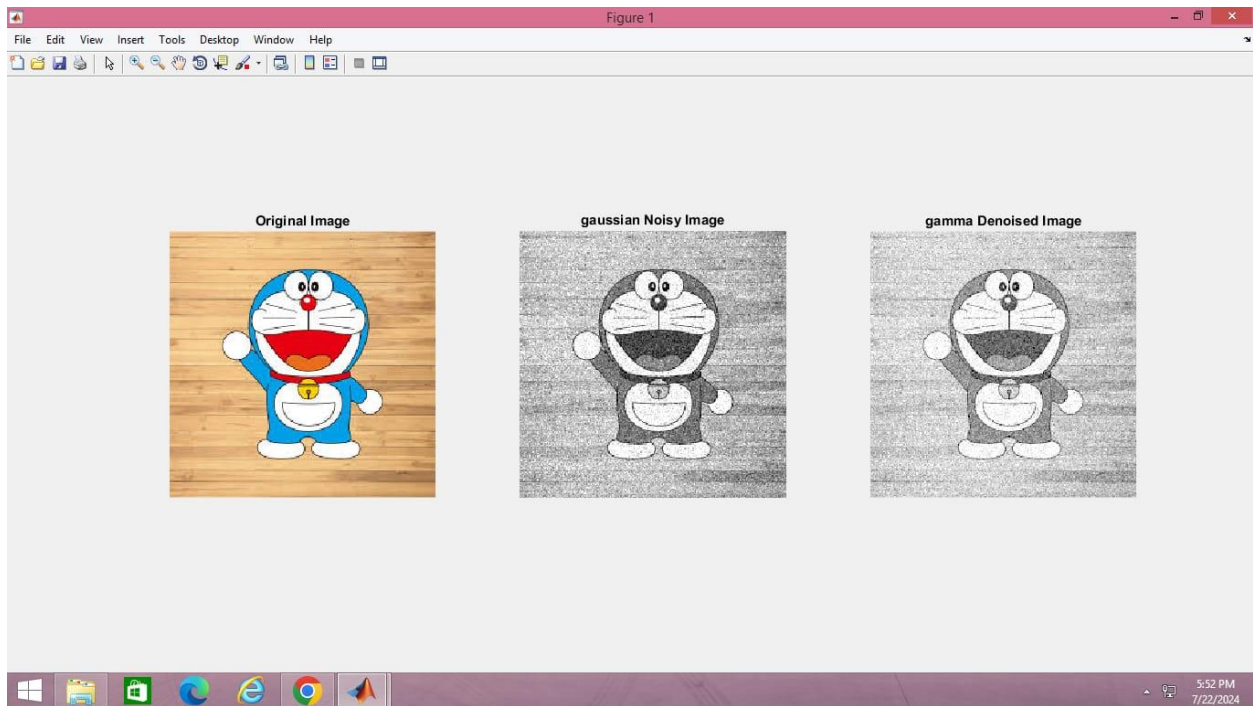 Figure 1
File Edit View Insert Tools Desktop Window Help
Original Image
gaussian Noisy Image
gamma Denoised Image
5:52 PM
7/22/2024